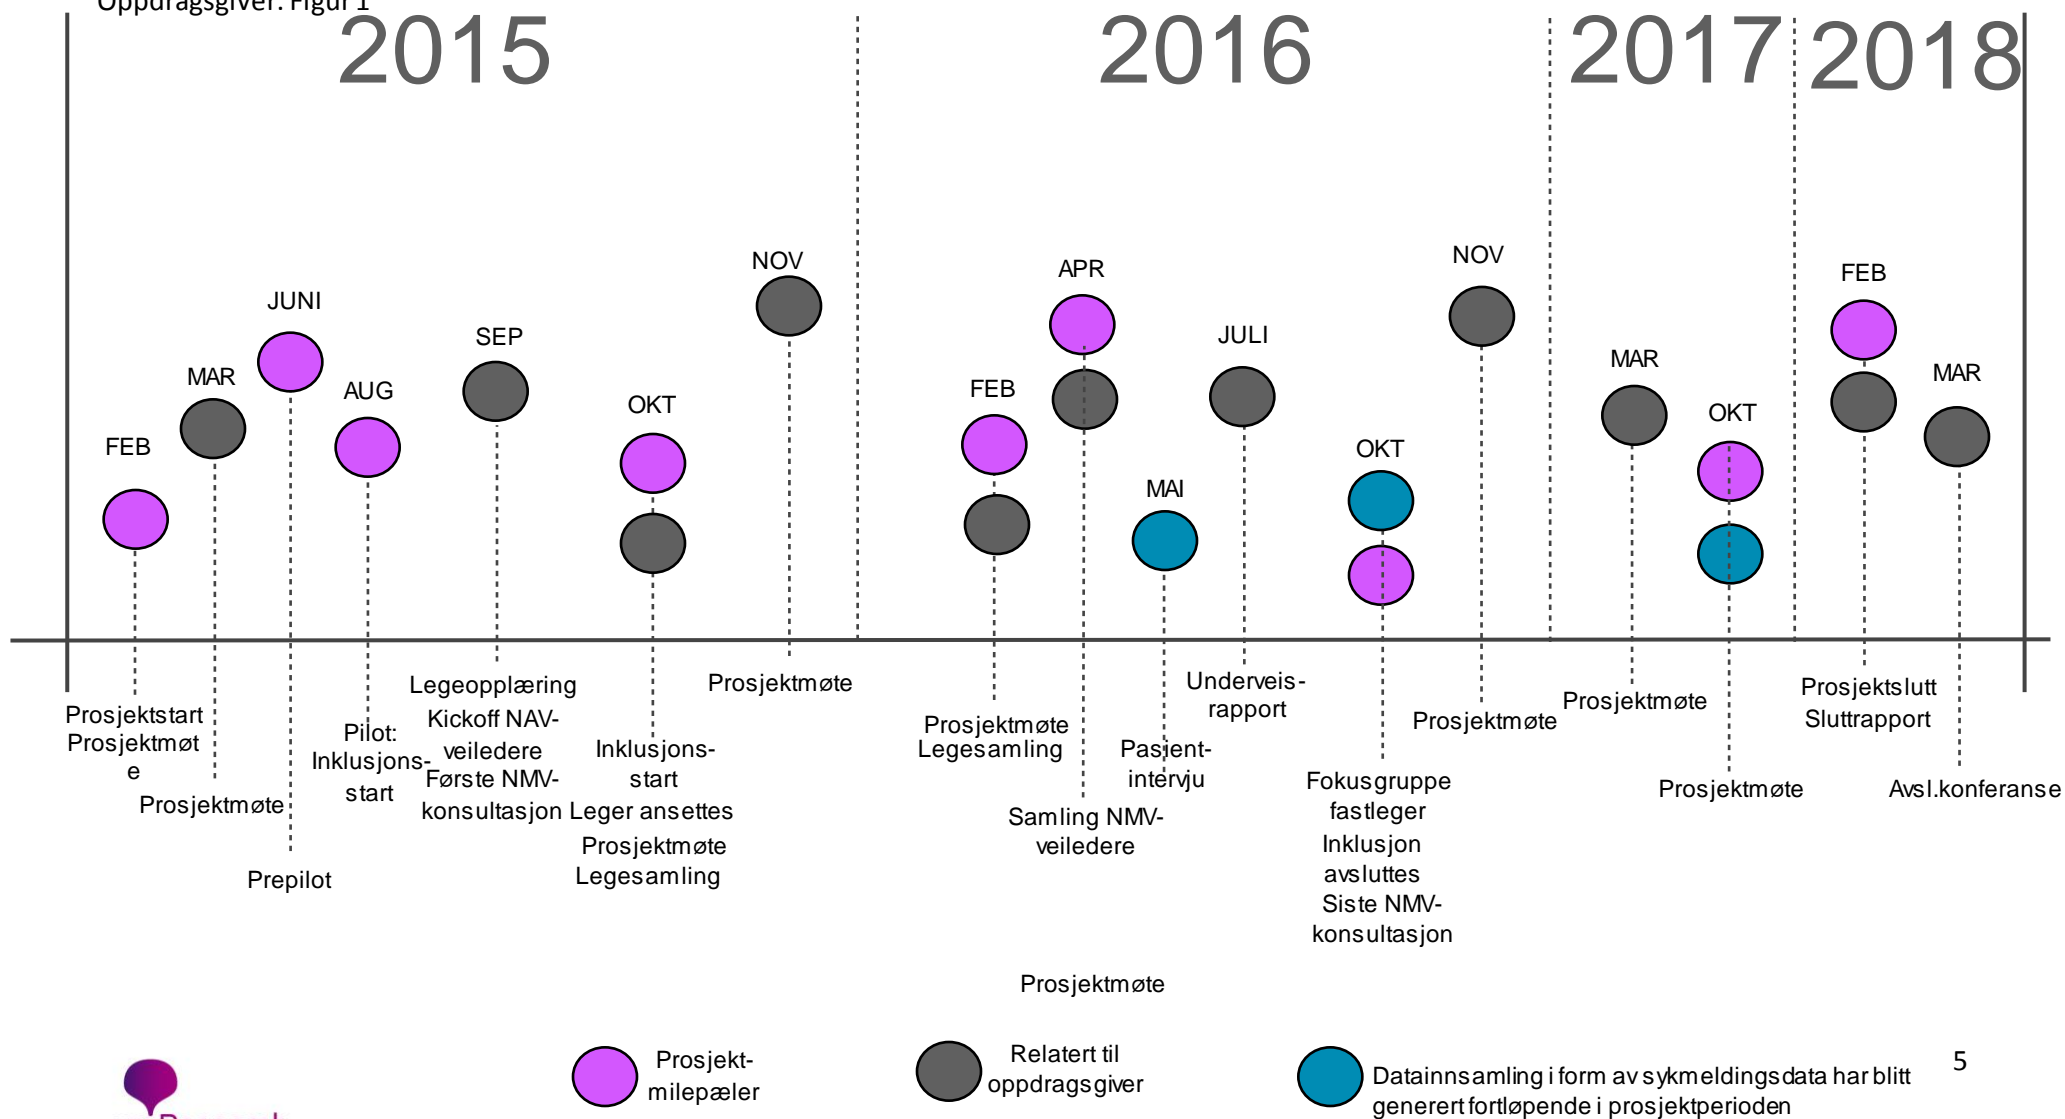 Oppdragsgiver. Figur 1
2015
2016
2017
2018
FEB
MAR
JUNI
AUG
SEP
OKT
NOV
FEB
APR
MAI
JULI
OKT
NOV
MAR
OKT
FEB
MAR
Prosjektstart
Prosjektmøt
e
Prosjektmøte
Prepilot
Pilot:
Inklusjons-
start
Legeopplæring
Kickoff NAV-
veiledere
Første NMV-
konsultasjon
Inklusjons-
start
Leger ansettes
Prosjektmøte
Legesamling
Prosjektmøte
Prosjektmøte
Legesamling
Samling NMV-
veiledere
Prosjektmøte
Pasient-
intervju
Underveis-
rapport
Fokusgruppe
fastleger
Inklusjon
avsluttes
Siste NMV-
konsultasjon
Prosjektmøte
Prosjektmøte
Prosjektmøte
Prosjektslutt
Sluttrapport
Avsl.konferanse
Prosjekt-
milepæler
Relatert til
oppdragsgiver
Datainnsamling i form av sykmeldingsdata har blitt
generert fortløpende i prosjektperioden
5